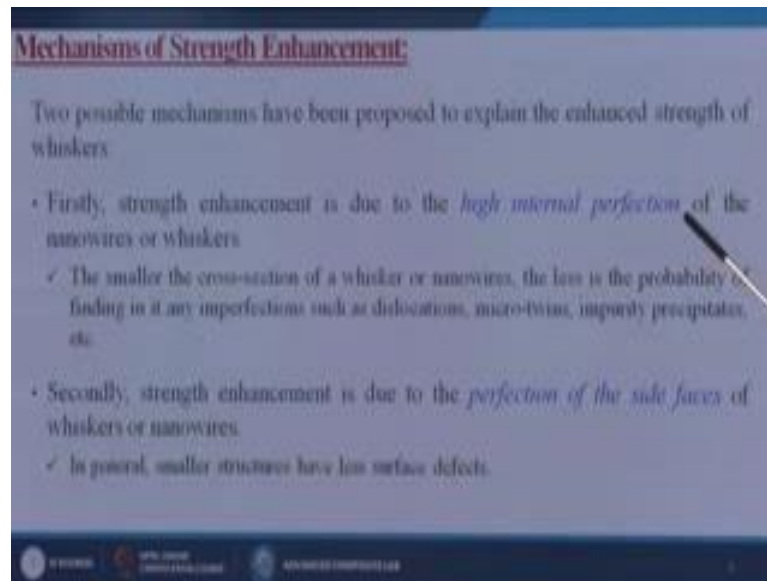 Mechanisms of Strength Enhancement:
Two possible mechanisms have been proposed to explain the enhanced strength of
whiskers
• Firstly, strength enhancement is due to the high internal perfection of the
nanowires or whiskers
✓ The smaller the cross-section of a whisker or nanowires, the less is the probability of
finding in it any imperfections such as dislocations, micro-twins, impurity precipitates,
etc.
• Secondly, strength enhancement is due to the perfection of the side faces of
whiskers or nanowires.
✓ In general, smaller structures have less surface defects.